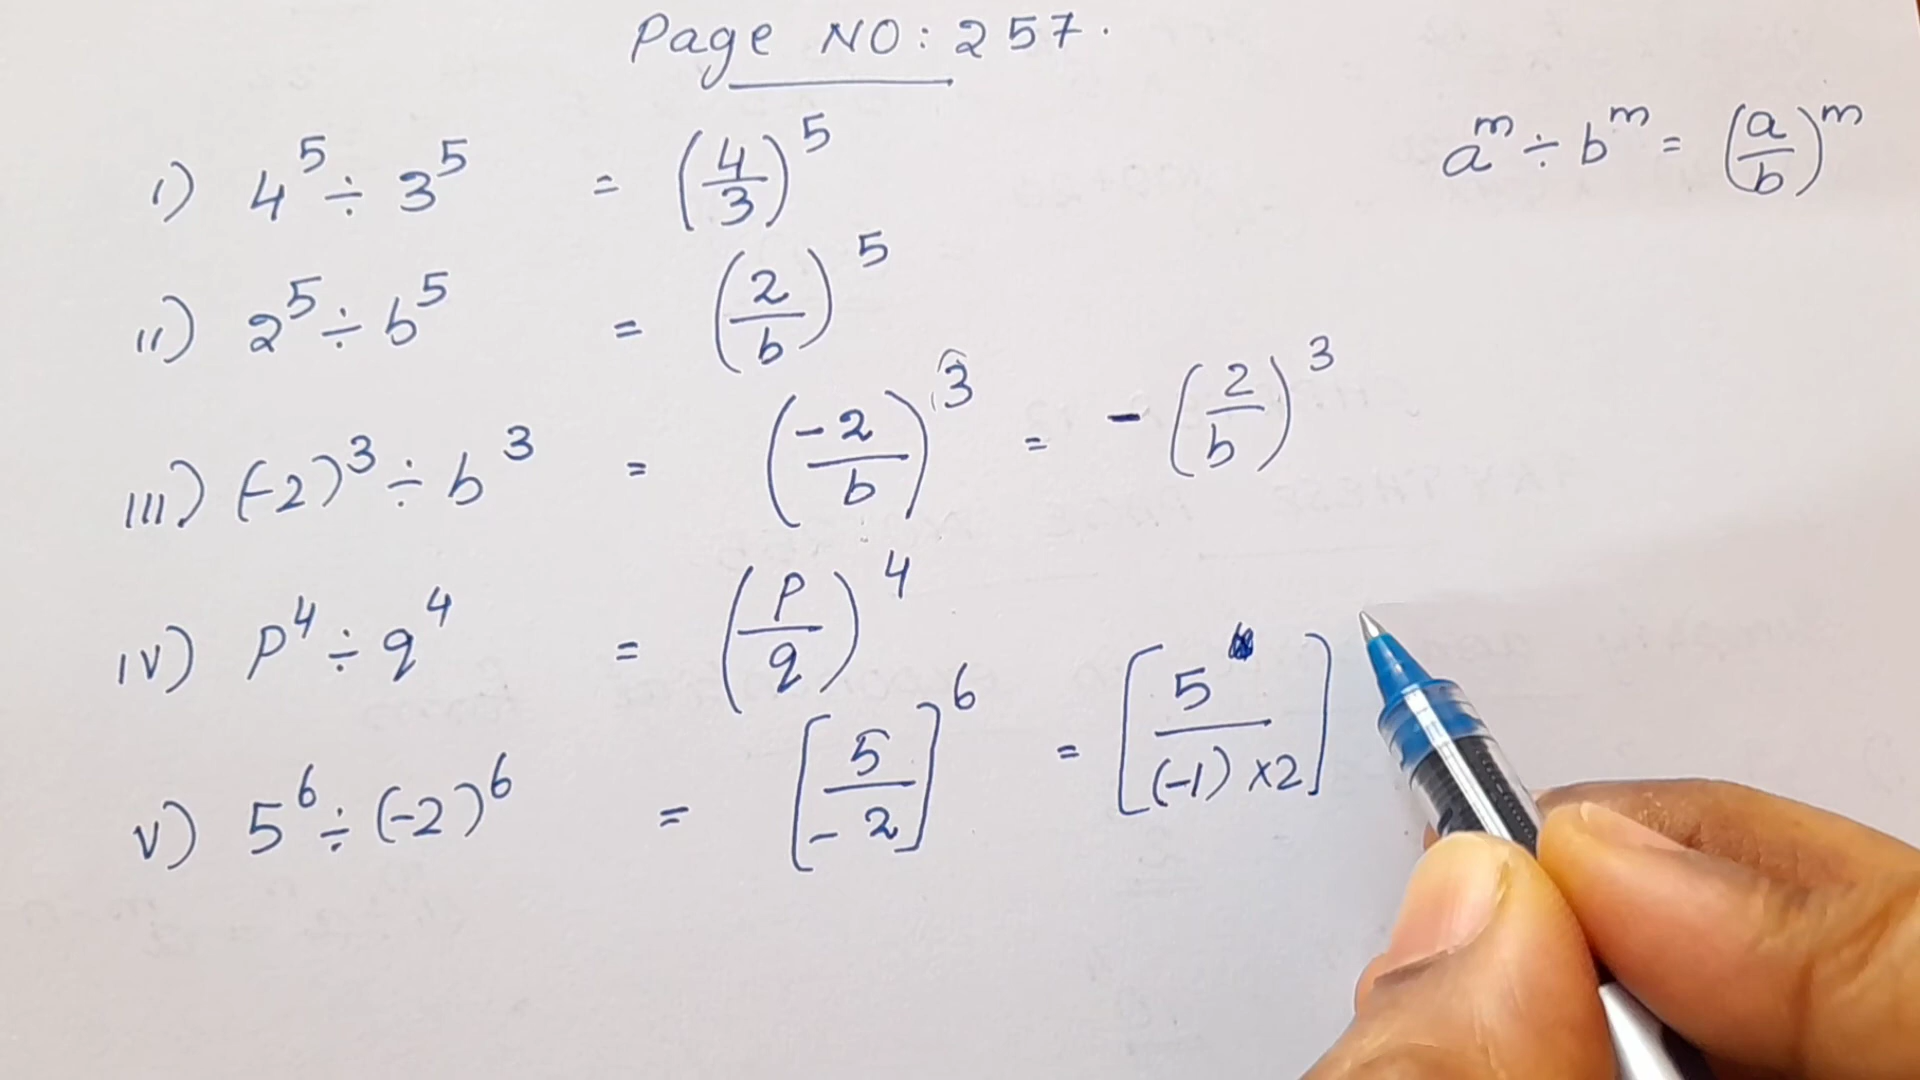 Page NO: 257.
a^m ÷ b^m = (a/b)^m
i) 4^5 ÷ 3^5 = (4/3)^5
ii) 2^5 ÷ b^5 = (2/b)^5
iii) (-2)^3 ÷ b^3 = (-2/b)^3 = -(2/b)^3
iv) p^4 ÷ q^4 = (p/q)^4
v) 5^6 ÷ (-2)^6 = [5/-2]^6 = [5/(-1)×2]